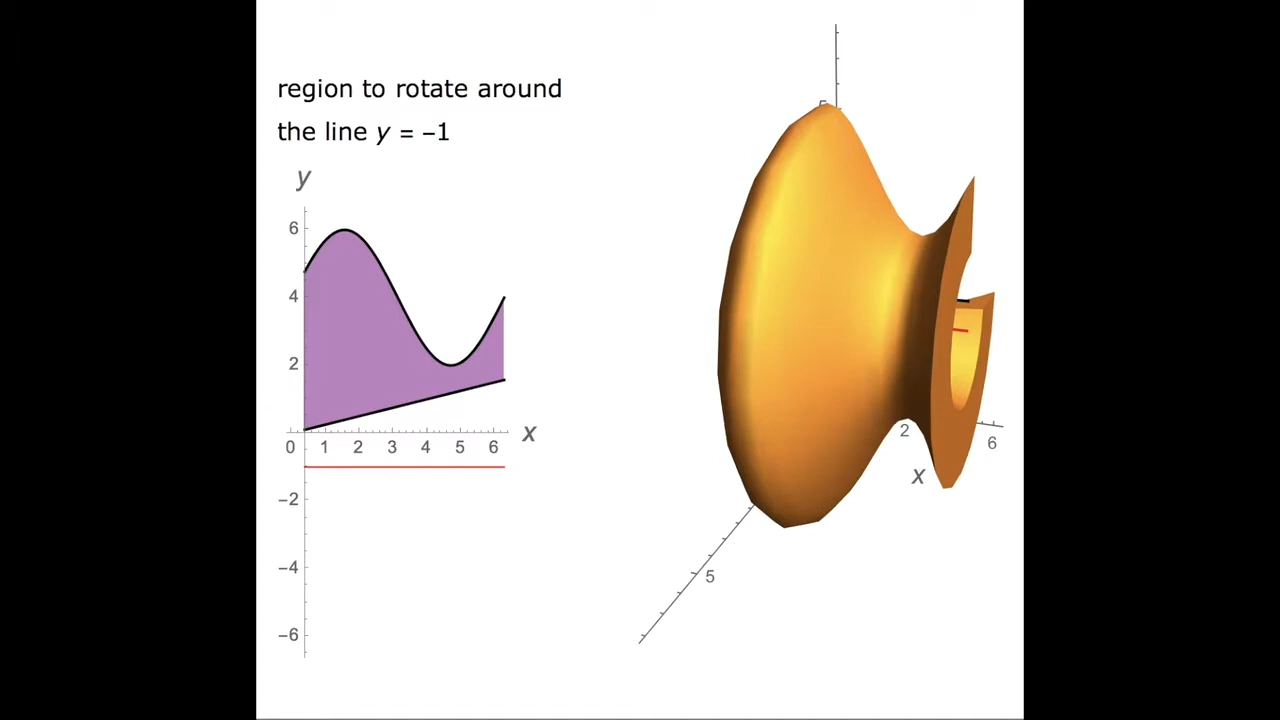 region to rotate around
the line y = –1
y
6
4
2
0 1 2 3 4 5 6 x
–2
–4
–6
5
2
6
x
5